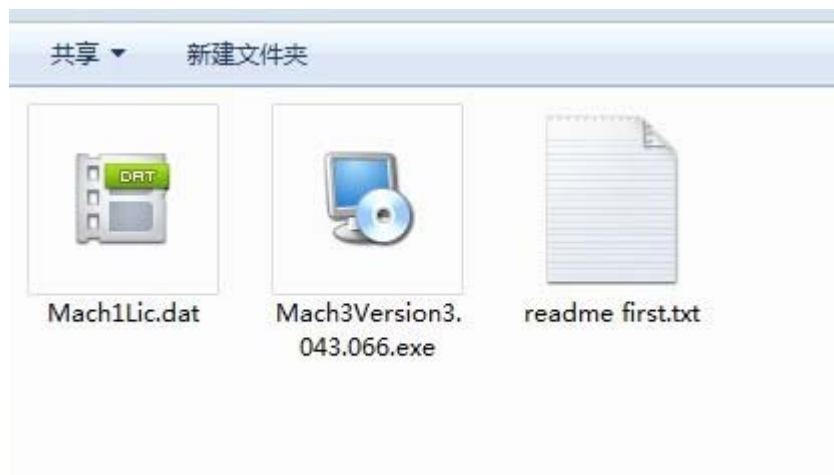 共享 新建文件夹
DAT
Mach1Lic.dat Mach3Version3. readme first.txt
043.066.exe